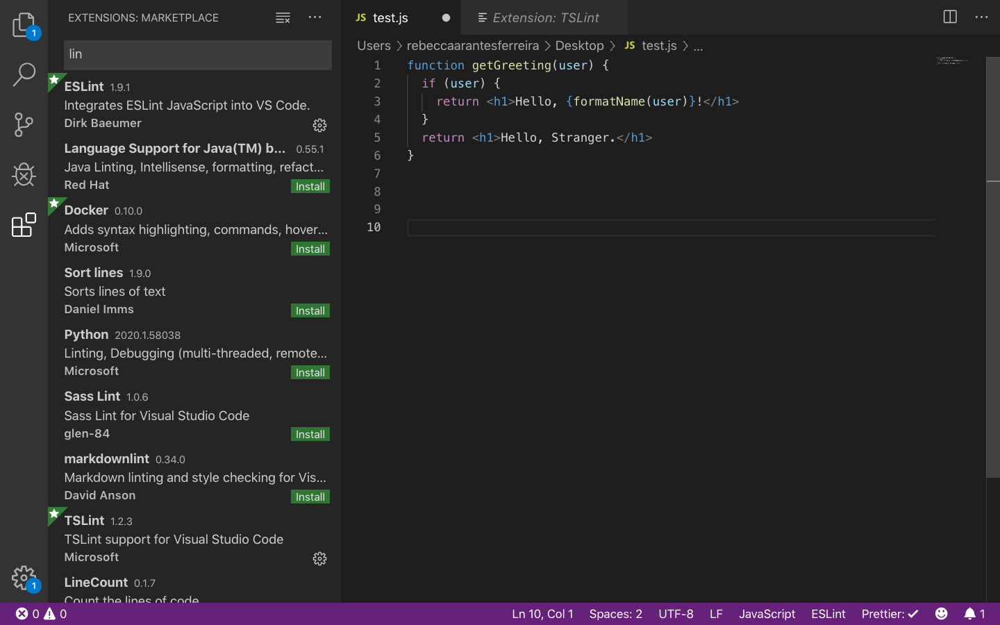 EXTENSIONS: MARKETPLACE
lin
ESLint 1.9.1
Integrates ESLint JavaScript into VS Code.
Dirk Baeumer
Language Support for Java(TM) b... 0.55.1
Java Linting, Intellisense, formatting, refact...
Red Hat
Install
Docker 0.10.0
Adds syntax highlighting, commands, hover...
Microsoft
Install
Sort lines 1.9.0
Sorts lines of text
Daniel Imms
Install
Python 2020.1.58038
Linting, Debugging (multi-threaded, remote...
Microsoft
Install
Sass Lint 1.0.6
Sass Lint for Visual Studio Code
glen-84
Install
markdownlint 0.34.0
Markdown linting and style checking for Vis...
David Anson
Install
TSLint 1.2.3
TSLint support for Visual Studio Code
Microsoft
LineCount 0.1.7
Count the lines of code
1
1
JS test.js
Extension: TSLint
Users > rebeccaarantesferreira > Desktop > JS test.js > ...
1 function getGreeting(user) {
2 if (user) {
3 return <h1>Hello, {formatName(user)}!</h1>
4 }
5 return <h1>Hello, Stranger.</h1>
6 }
7
8
9
10
0 0
Ln 10, Col 1 Spaces: 2 UTF-8 LF JavaScript ESLint Prettier: ✓ 1